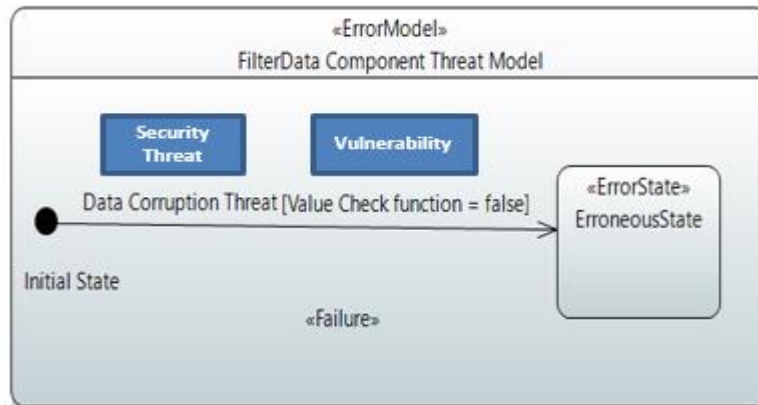 «ErrorModel»
FilterData Component Threat Model
Security
Threat
Vulnerability
«ErrorState»
ErroneousState
Data Corruption Threat [Value Check function = false]
Initial State
«Failure»